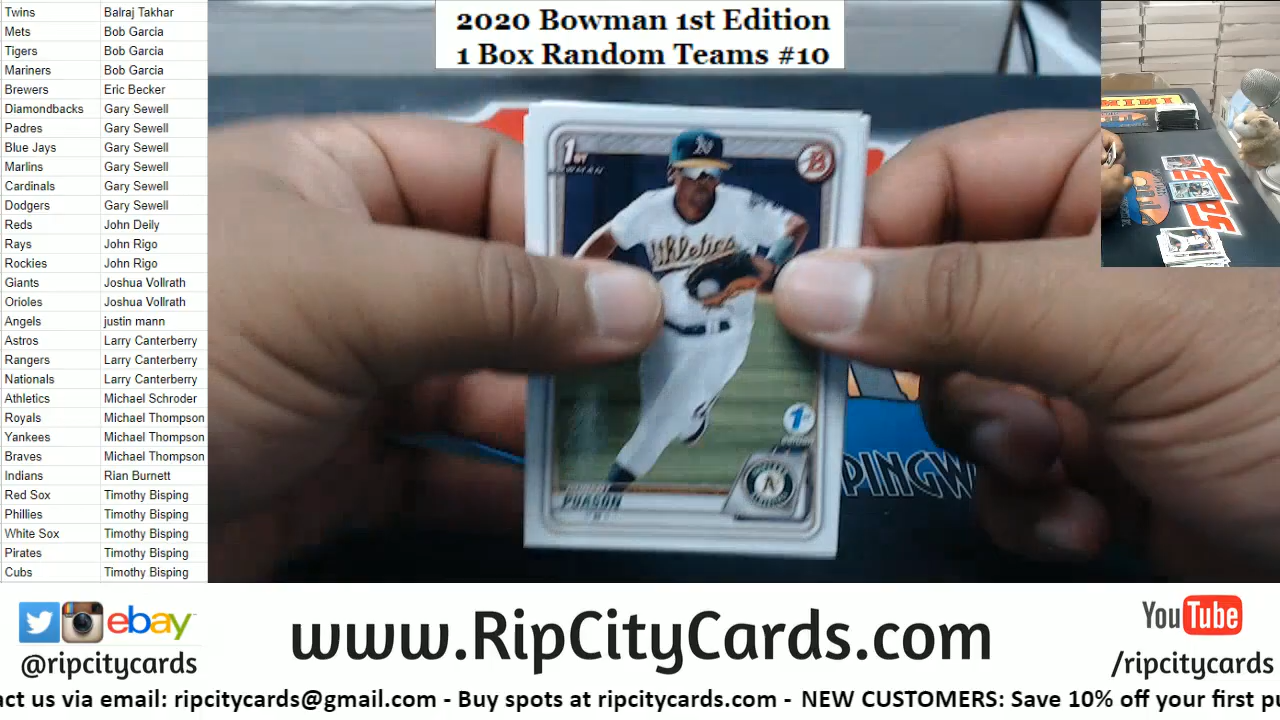 2020 Bowman 1st Edition
1 Box Random Teams #10
Twins Balraj Takhar
Mets Bob Garcia
Tigers Bob Garcia
Mariners Bob Garcia
Brewers Eric Becker
Diamondbacks Gary Sewell
Padres Gary Sewell
Blue Jays Gary Sewell
Marlins Gary Sewell
Cardinals Gary Sewell
Dodgers Gary Sewell
Reds John Deily
Rays John Rigo
Rockies John Rigo
Giants Joshua Vollrath
Orioles Joshua Vollrath
Angels justin mann
Astros Larry Canterberry
Rangers Larry Canterberry
Nationals Larry Canterberry
Athletics Michael Schroder
Royals Michael Thompson
Yankees Michael Thompson
Braves Michael Thompson
Indians Rian Burnett
Red Sox Timothy Bisping
Phillies Timothy Bisping
White Sox Timothy Bisping
Pirates Timothy Bisping
Cubs Timothy Bisping
1ST
BOWMAN
B
Athletics
1st
A
PUASON
PINGW
topps
ebay
@ripcitycards
www.RipCityCards.com
YouTube
/ripcitycards
act us via email: ripcitycards@gmail.com - Buy spots at ripcitycards.com - NEW CUSTOMERS: Save 10% off your first pu